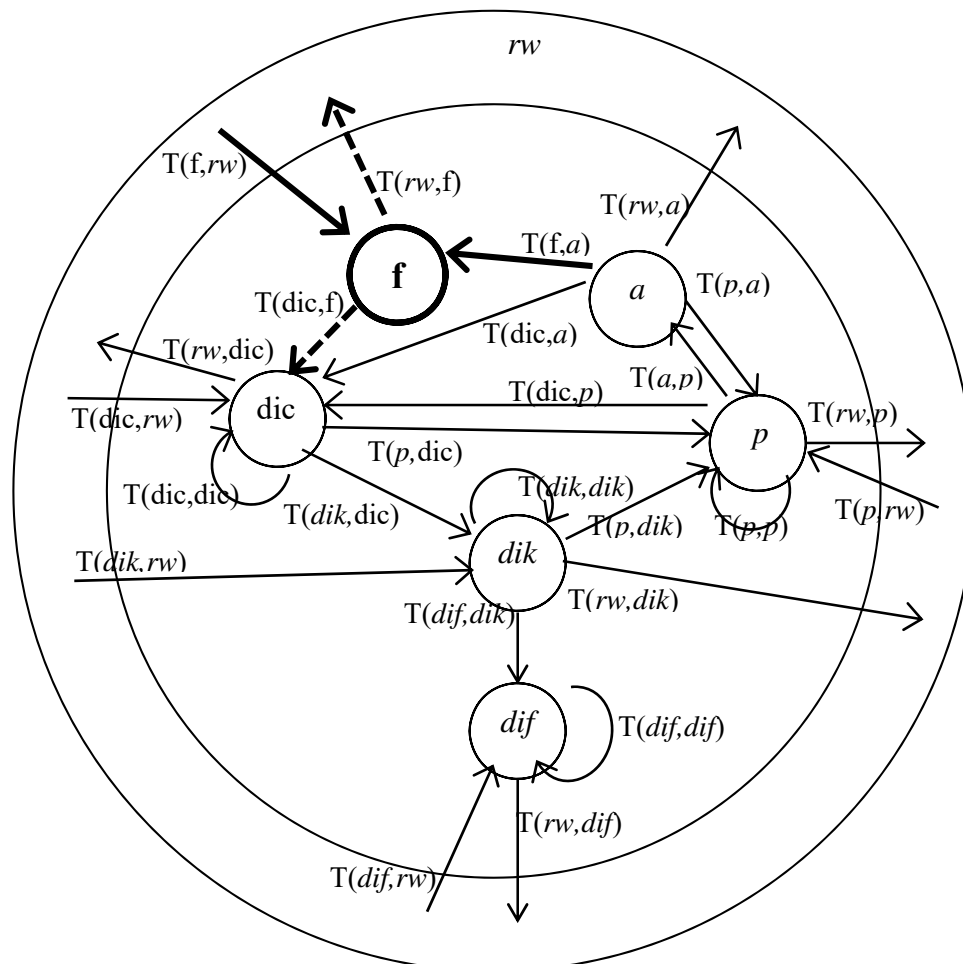 rw
T(f,rw)
T(rw,f)
T(rw,a)
T(f,a)
f
a
T(p,a)
T(dic,f)
T(dic,a)
T(rw,dic)
T(a,p)
T(dic,p)
dic
T(dic,rw)
T(rw,p)
p
T(p,dic)
T(dic,dic)
T(dik,dic)
T(dik,dik)
T(p,dik)
T(p,p)
T(p,rw)
dik
T(dik,rw)
T(dif,dik)
T(rw,dik)
dif
T(dif,dif)
T(rw,dif)
T(dif,rw)